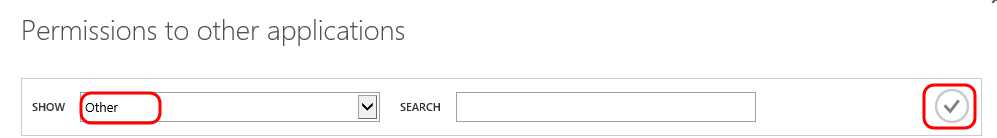 Permissions to other applications
SHOW Other SEARCH